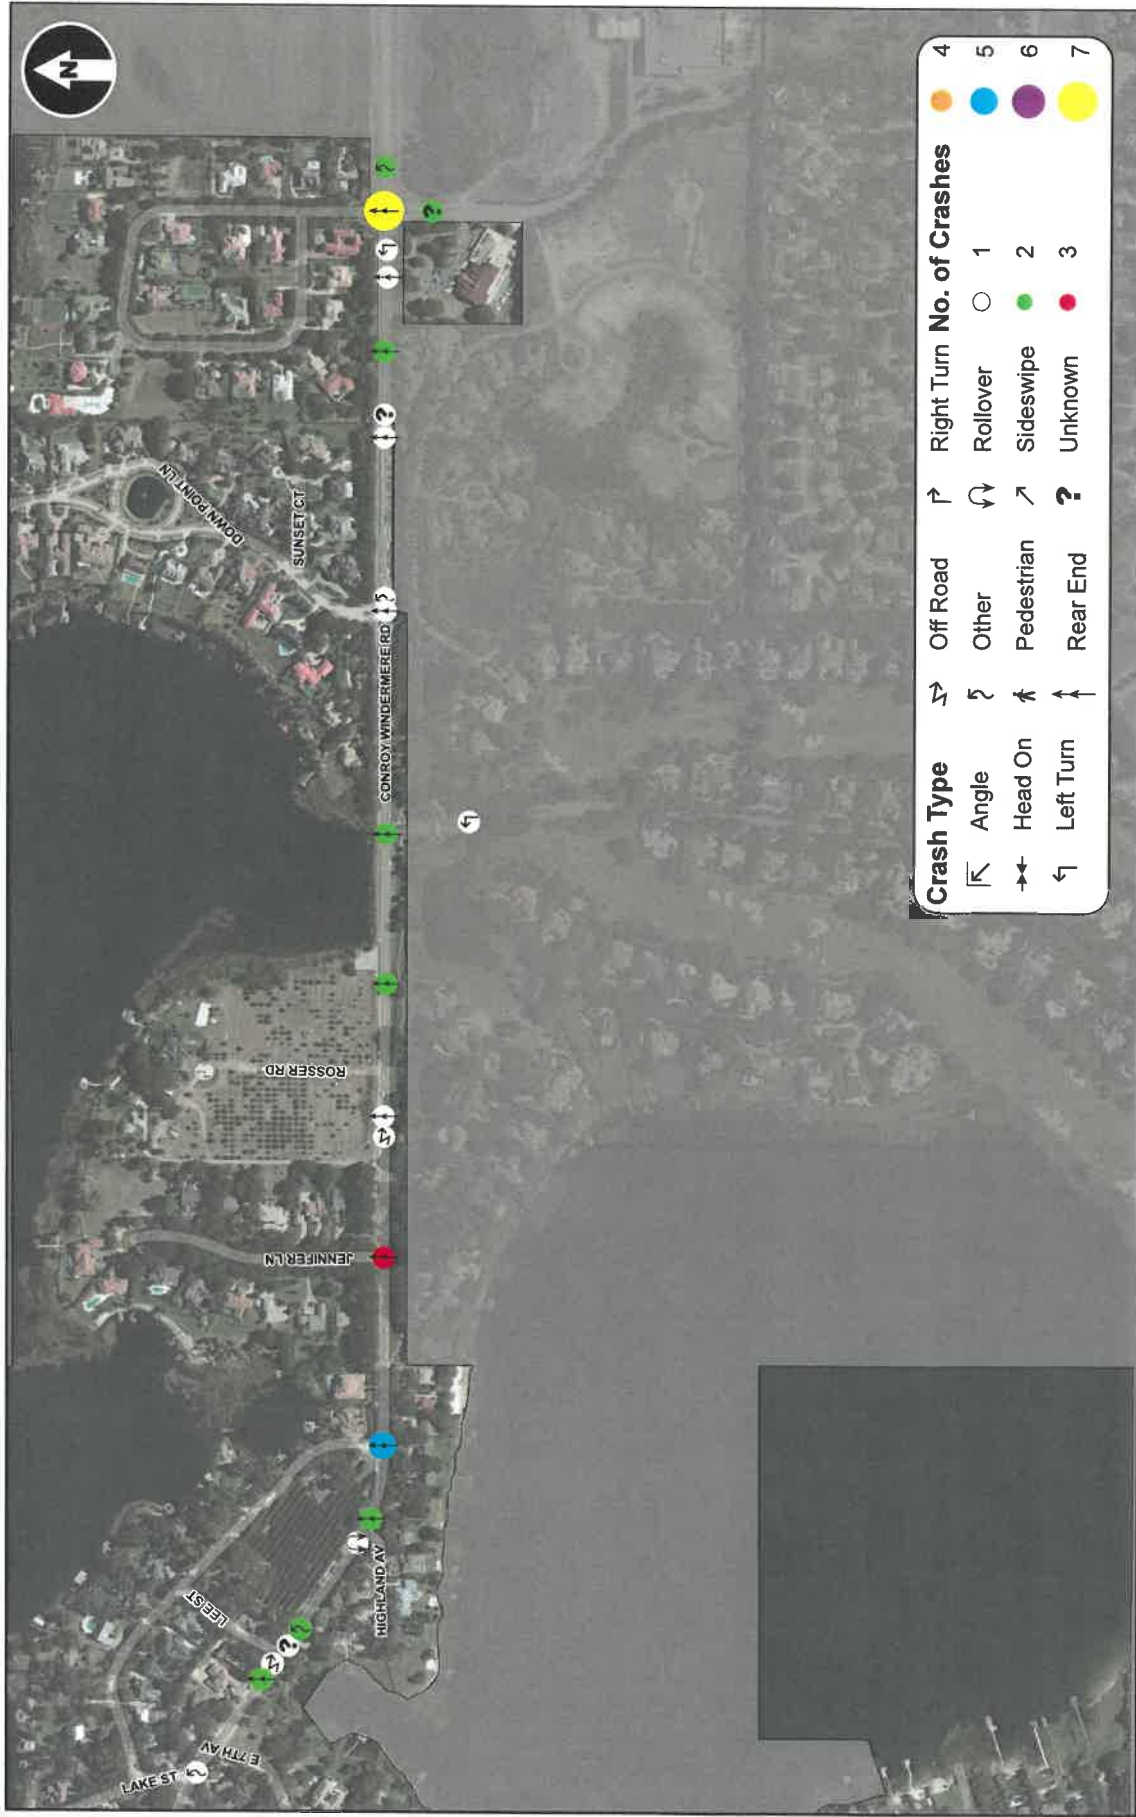 N
DOWN POINT LN
SUNSET CT
CONROY WINDERMERE RD
ROSSER RD
JENNIFER LN
HIGHLAND AV
LEE ST
E 7TH AV
LAKE ST
?
?
?
Crash Type
Angle
Head On
Left Turn
Off Road
Other
Pedestrian
Rear End
Right Turn
Rollover
Sideswipe
? Unknown
No. of Crashes
1
2
3
4
5
6
7